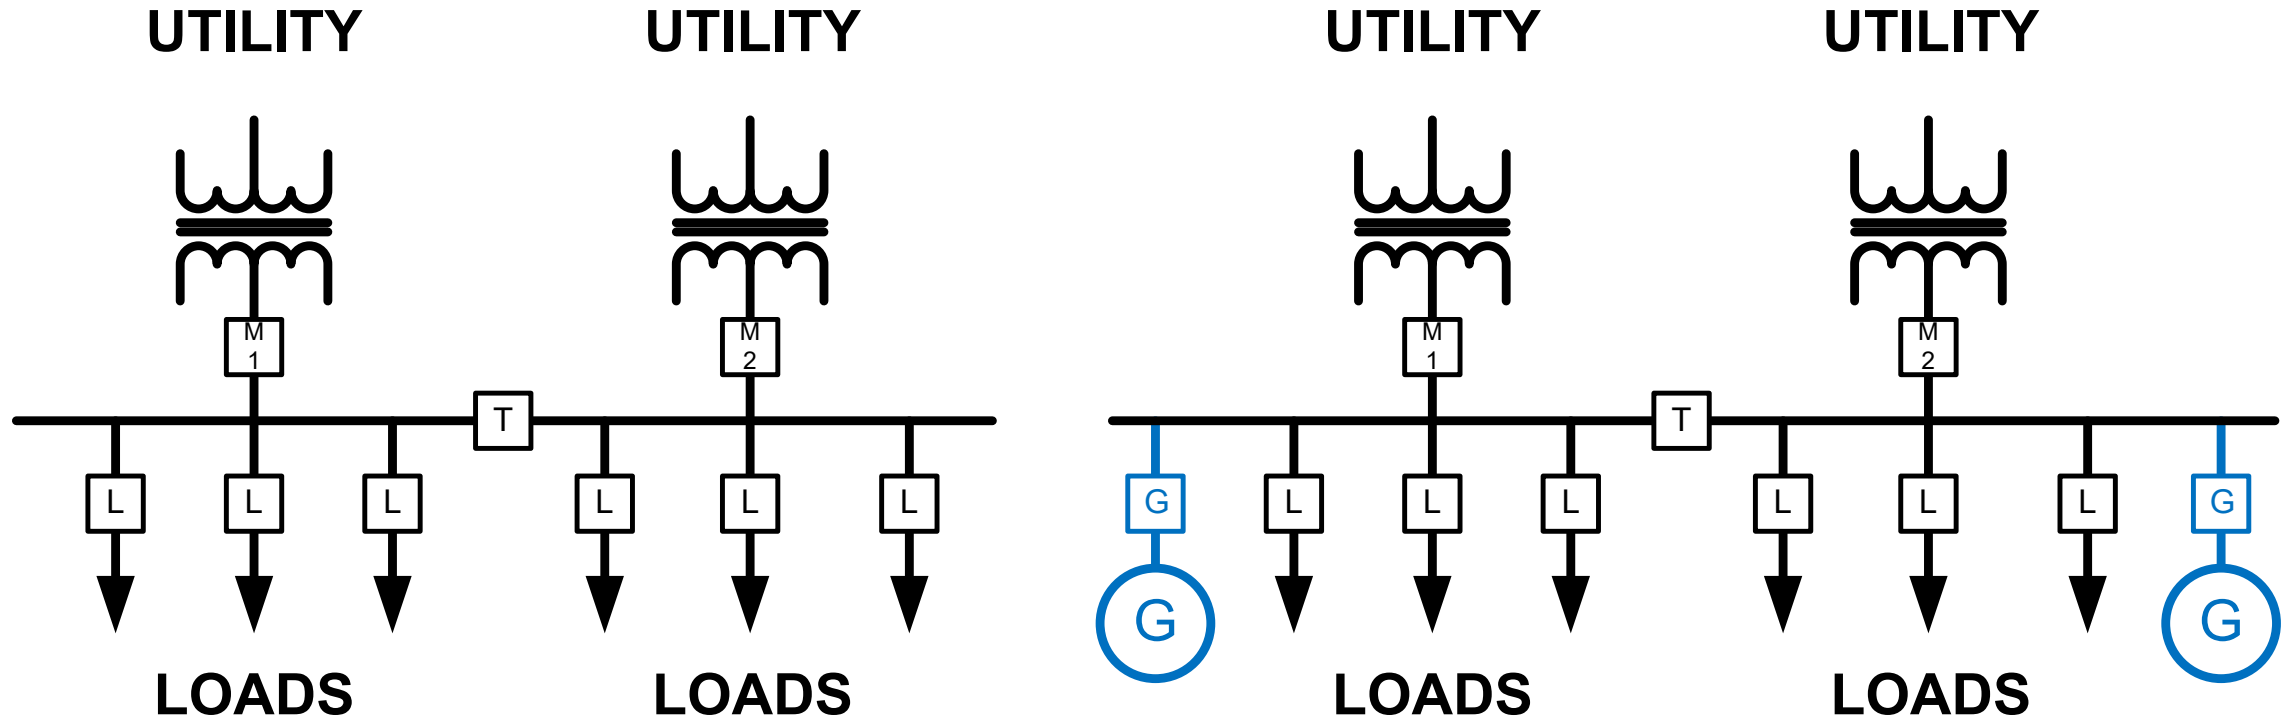 UTILITY UTILITY UTILITY UTILITY
M M M M
1 2 1 2
T T
L L L L L L G L L L L L L G
G G
LOADS LOADS LOADS LOADS